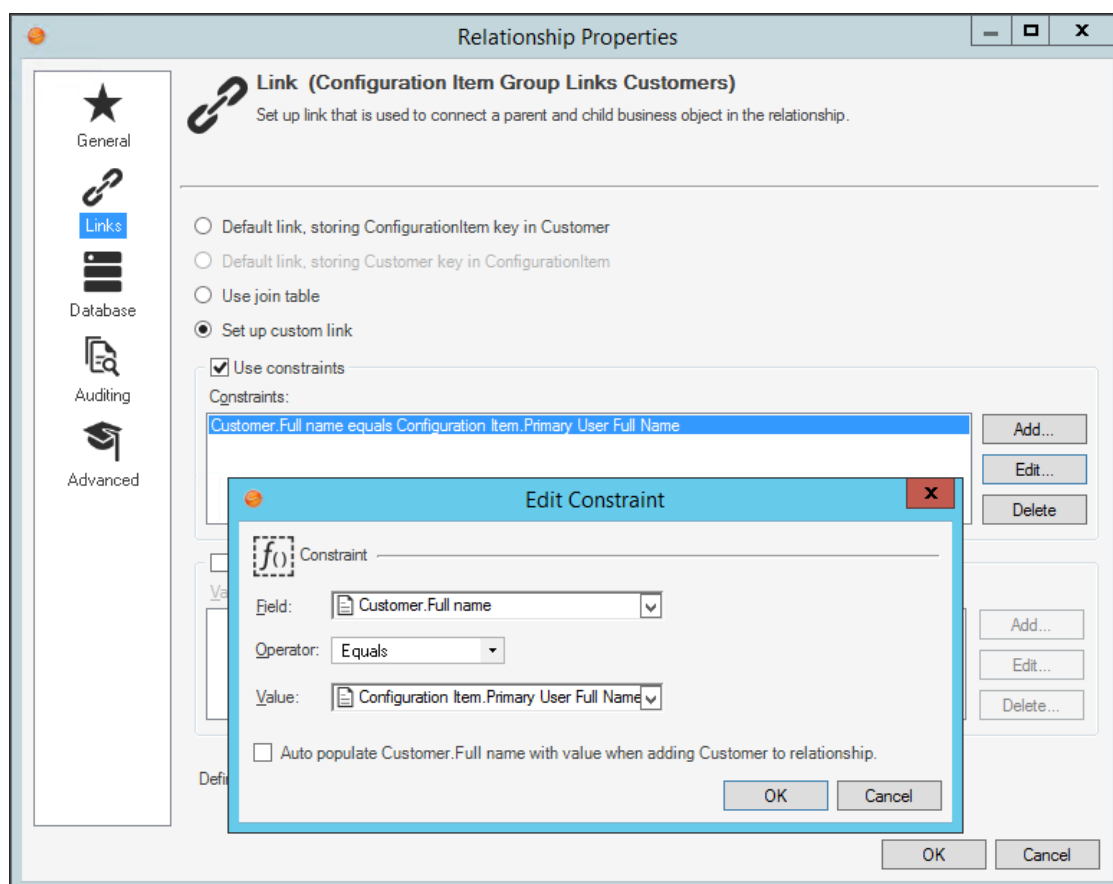 Relationship Properties
General
Links
Database
Auditing
Advanced
Link (Configuration Item Group Links Customers)
Set up link that is used to connect a parent and child business object in the relationship.
Default link, storing ConfigurationItem key in Customer
Default link, storing Customer key in ConfigurationItem
Use join table
Set up custom link
Use constraints
Constraints:
Customer.Full name equals Configuration Item.Primary User Full Name
Add...
Edit...
Delete
Edit Constraint
f()
Constraint
Field:
Customer.Full name
Operator:
Equals
Value:
Configuration Item.Primary User Full Name
Auto populate Customer.Full name with value when adding Customer to relationship.
OK
Cancel
Add...
Edit...
Delete...
OK
Cancel